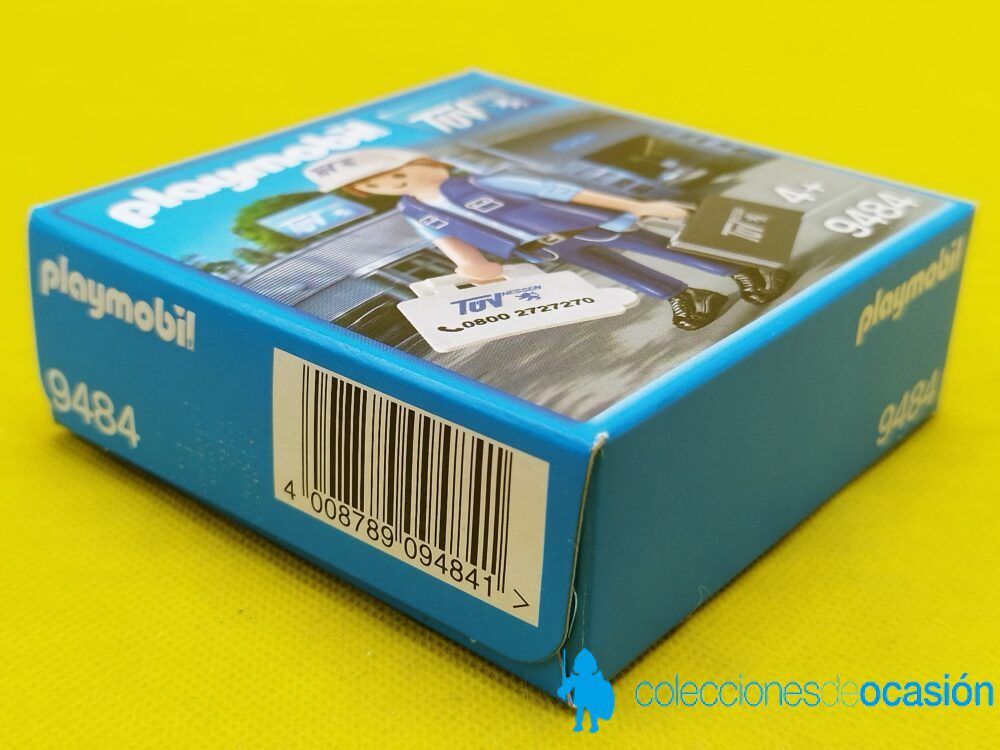 playmobil
TÜV
TÜV
4+
9484
TÜV HESSEN
0800 2727270
TÜV
playmobil
9484
4 008789 094841 >
playmobil
9484
coleccionesdeocasión